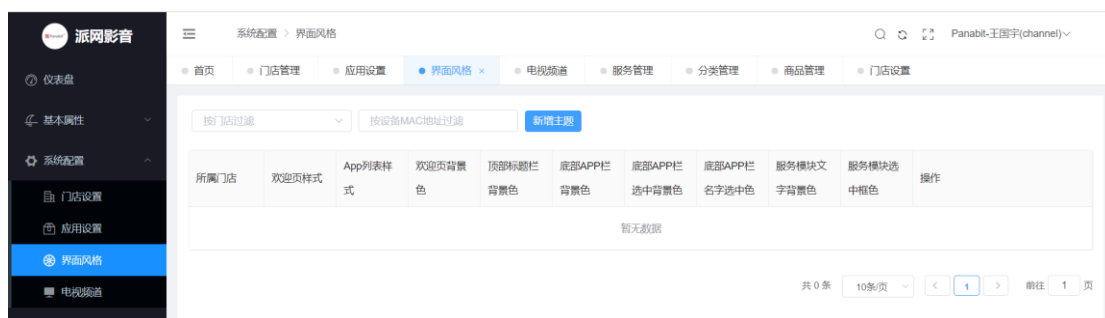 派网影音
系统配置 > 界面风格
Panabit-王国宇(channel)
首页 门店管理 应用设置 界面风格 × 电视频道 服务管理 分类管理 商品管理 门店设置
仪表盘
基本属性
系统配置
门店设置
应用设置
界面风格
电视频道
按门店过滤 按设备MAC地址过滤 新增主题
所属门店 欢迎页样式 App列表样式 欢迎页背景色 顶部标题栏背景色 底部APP栏背景色 底部APP栏选中背景色 底部APP栏名字选中色 服务模块文字背景色 服务模块选中框色 操作
暂无数据
共 0 条 10条/页 < 1 > 前往 1 页